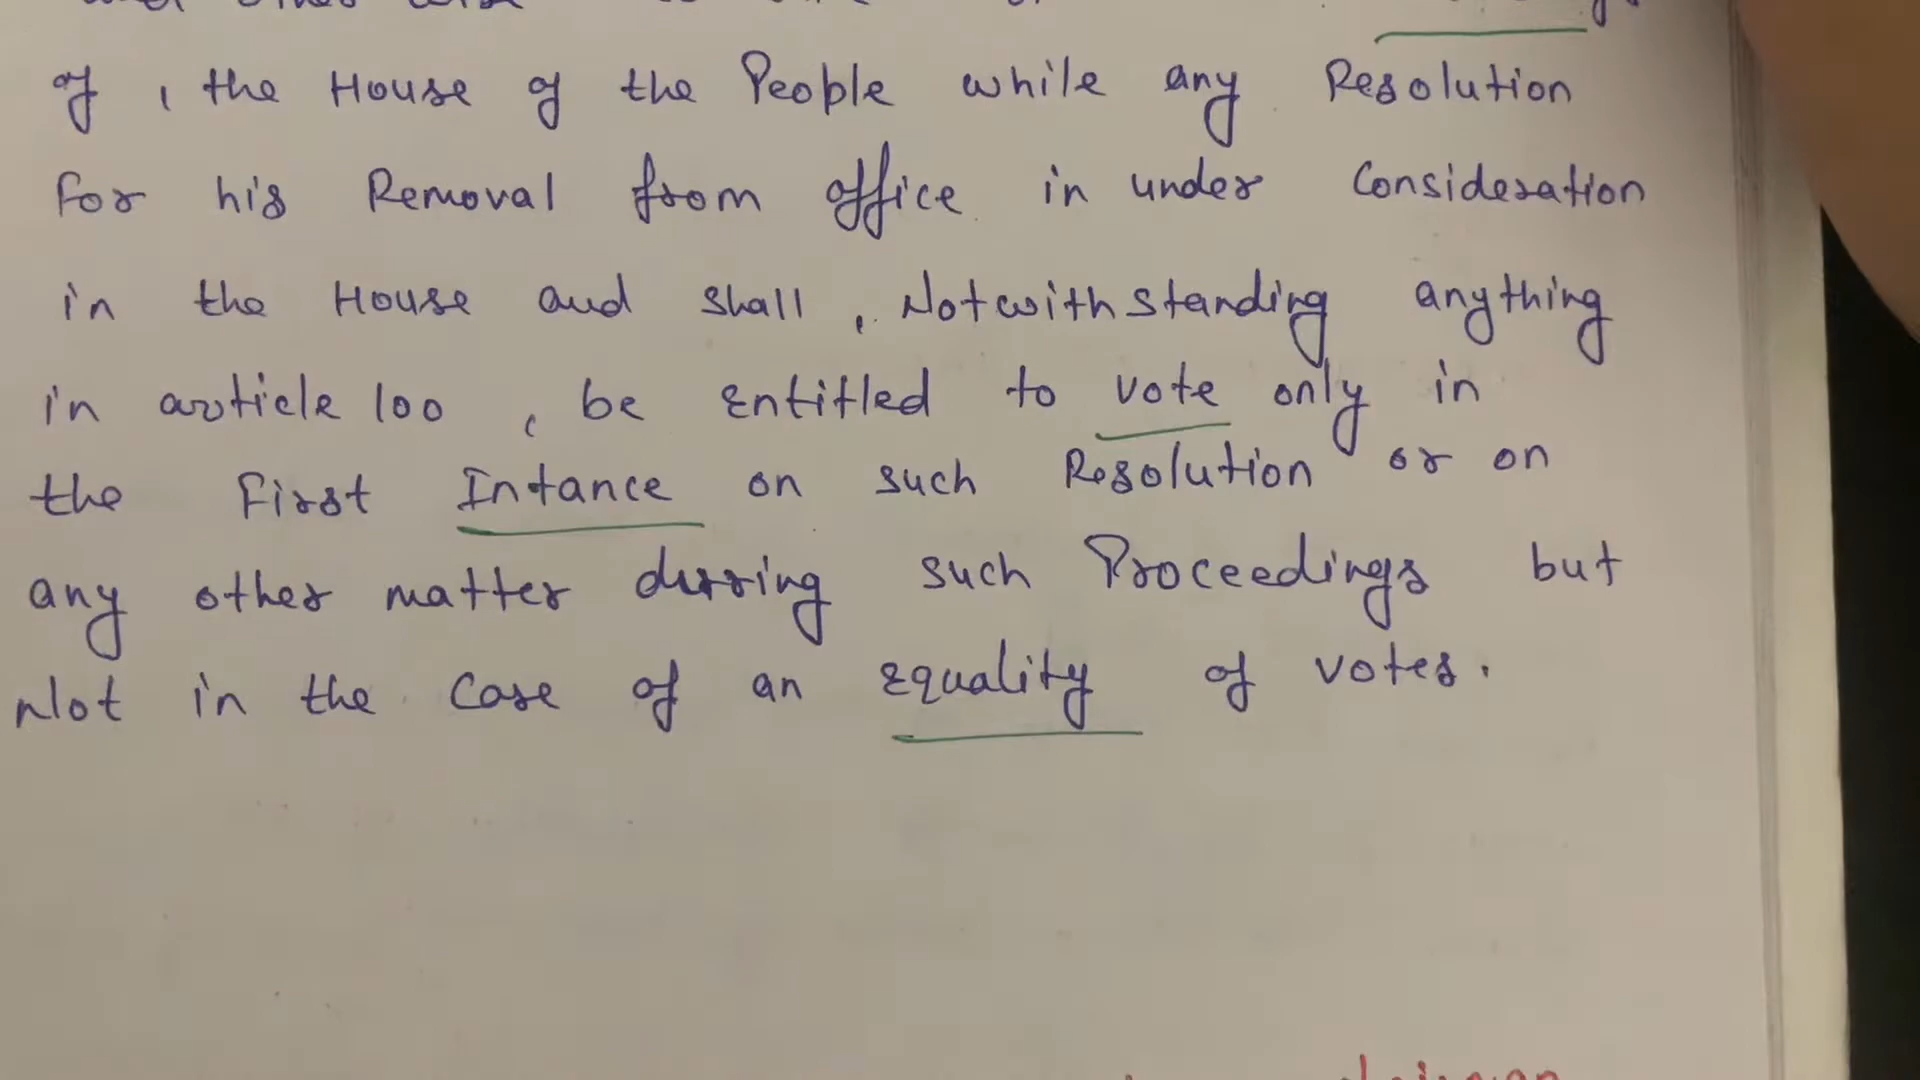 of , the House of the People while any Resolution
for his Removal from office in under Consideration
in the House and shall , Notwithstanding anything
in article 100 , be Entitled to vote only in
the First Intance on such Resolution or on
any other matter during such Proceedings but
Not in the Case of an Equality of votes.